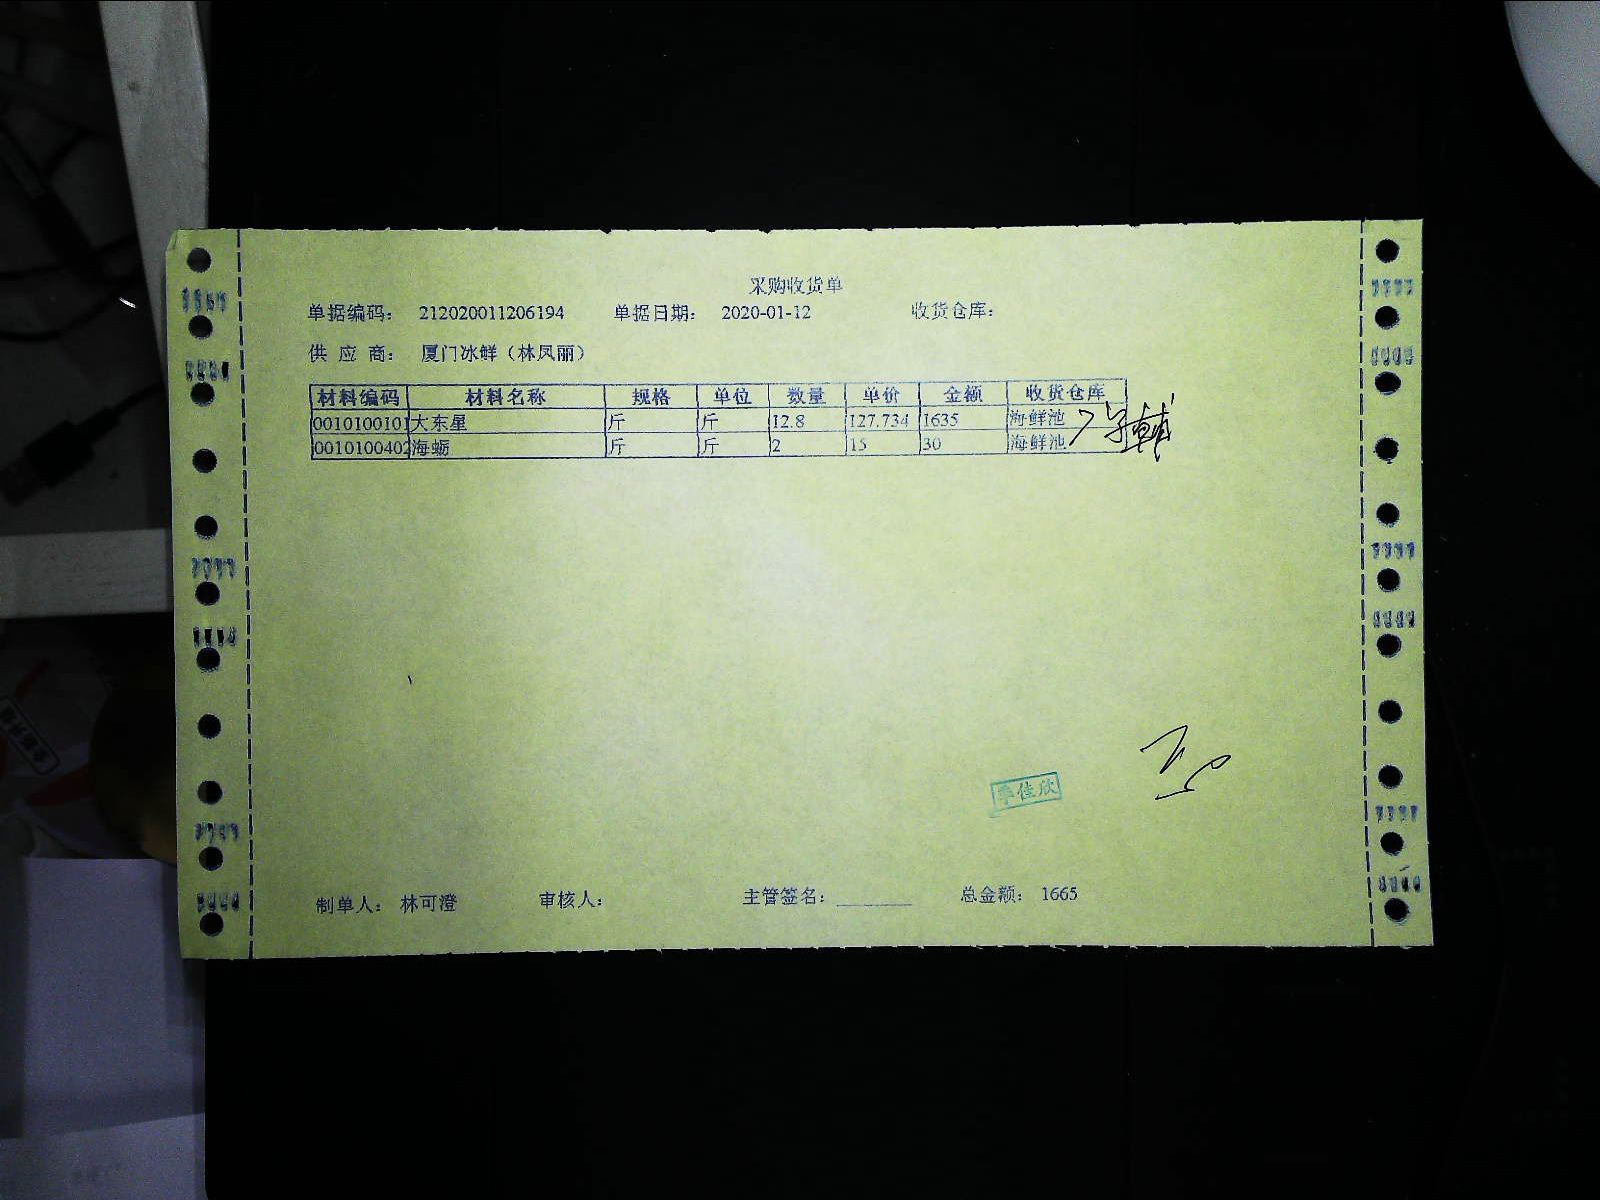 采购收货单
单据编码： 212020011206194 单据日期： 2020-01-12 收货仓库：
供 应 商： 厦门冰鲜（林凤丽）
材料编码 材料名称 规格 单位 数量 单价 金额 收货仓库
0010100101 大东星 斤 斤 12.8 127.734 1635 海鲜池
0010100402 海蛎 斤 斤 2 15 30 海鲜池
佳欣
制单人： 林可澄 审核人： 主管签名： 总金额： 1665